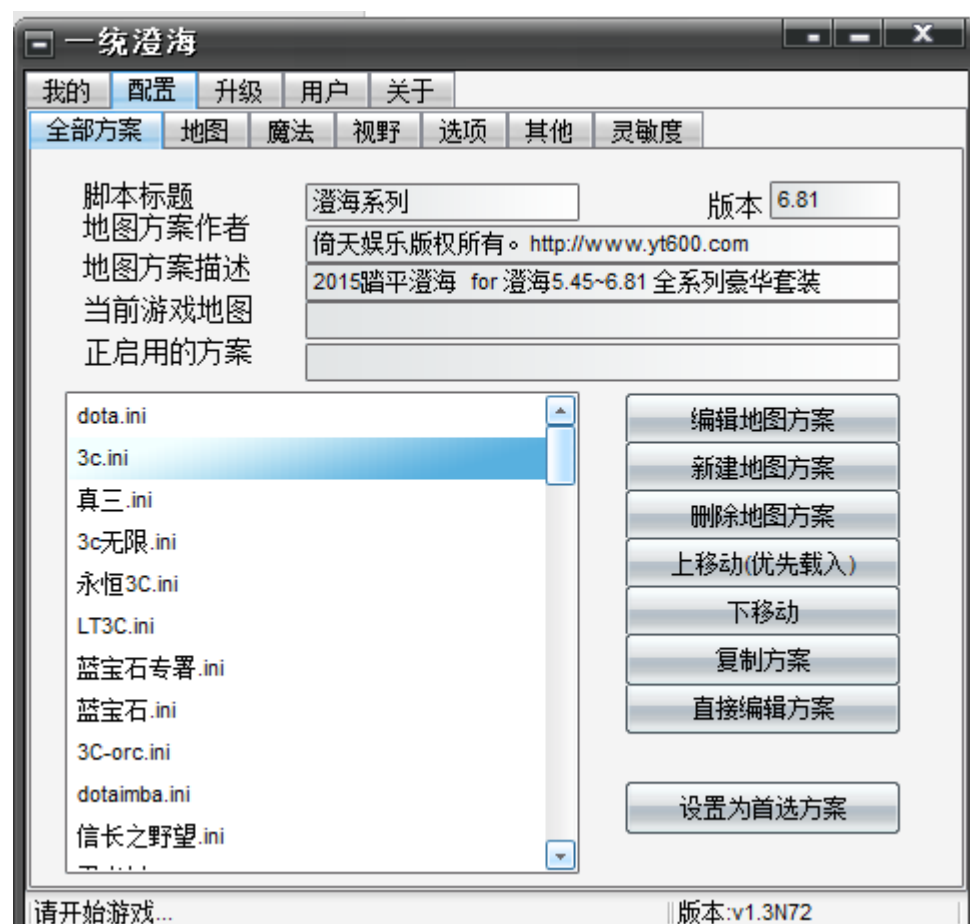 一统澄海
我的 配置 升级 用户 关于
全部方案 地图 魔法 视野 选项 其他 灵敏度
脚本标题 澄海系列 版本 6.81
地图方案作者 倚天娱乐版权所有。http://www.yt600.com
地图方案描述 2015踏平澄海 for 澄海5.45~6.81 全系列豪华套装
当前游戏地图
正启用的方案
dota.ini
3c.ini
真三.ini
3c无限.ini
永恒3C.ini
LT3C.ini
蓝宝石专署.ini
蓝宝石.ini
3C-orc.ini
dotaimba.ini
信长之野望.ini
编辑地图方案
新建地图方案
删除地图方案
上移动(优先载入)
下移动
复制方案
直接编辑方案
设置为首选方案
请开始游戏... 版本:v1.3N72